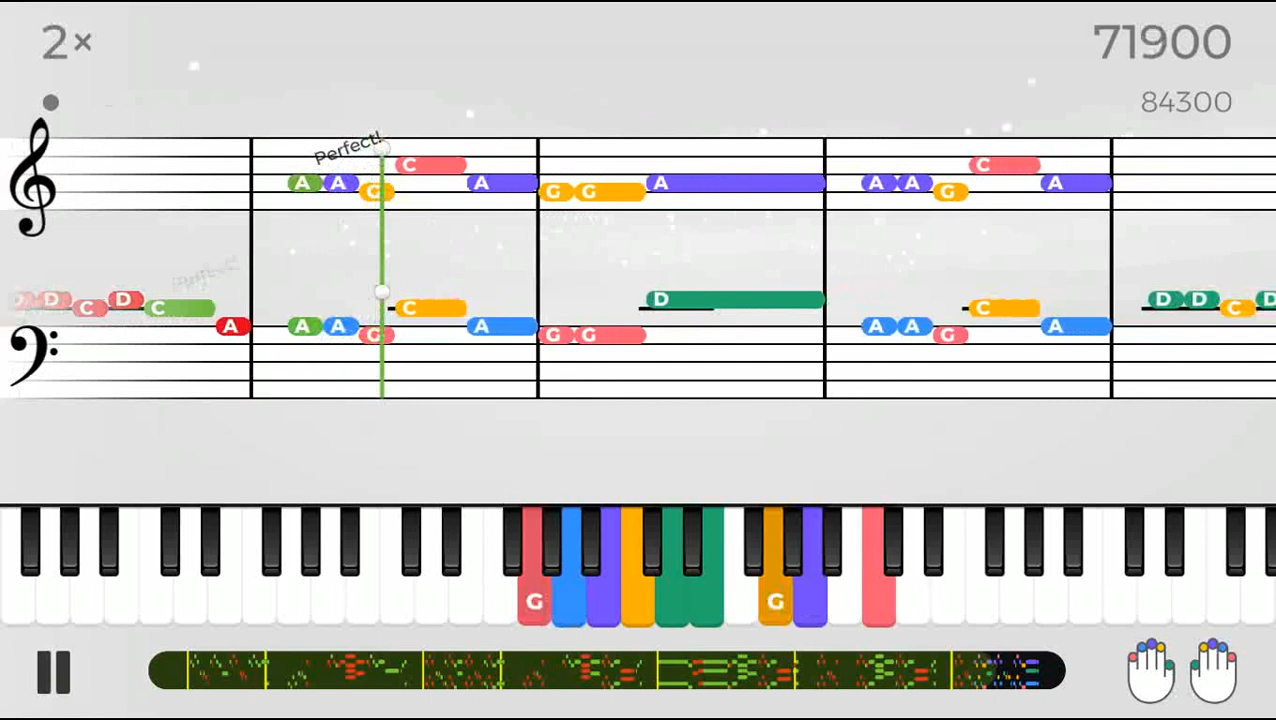 2×
71900
84300
Perfect!
C C
A A G A G G A A A G A
D D C D C A
D
C C
A A G A G G A A G A
D D C D
G G